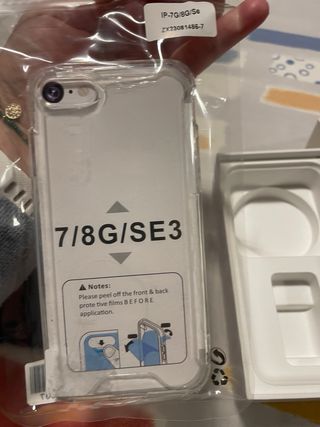 IP-7G/8G/Se
ZX23081486-7
7/8G/SE3
Notes:
Please peel off the front & back
prote tive films B E F O R E
application.